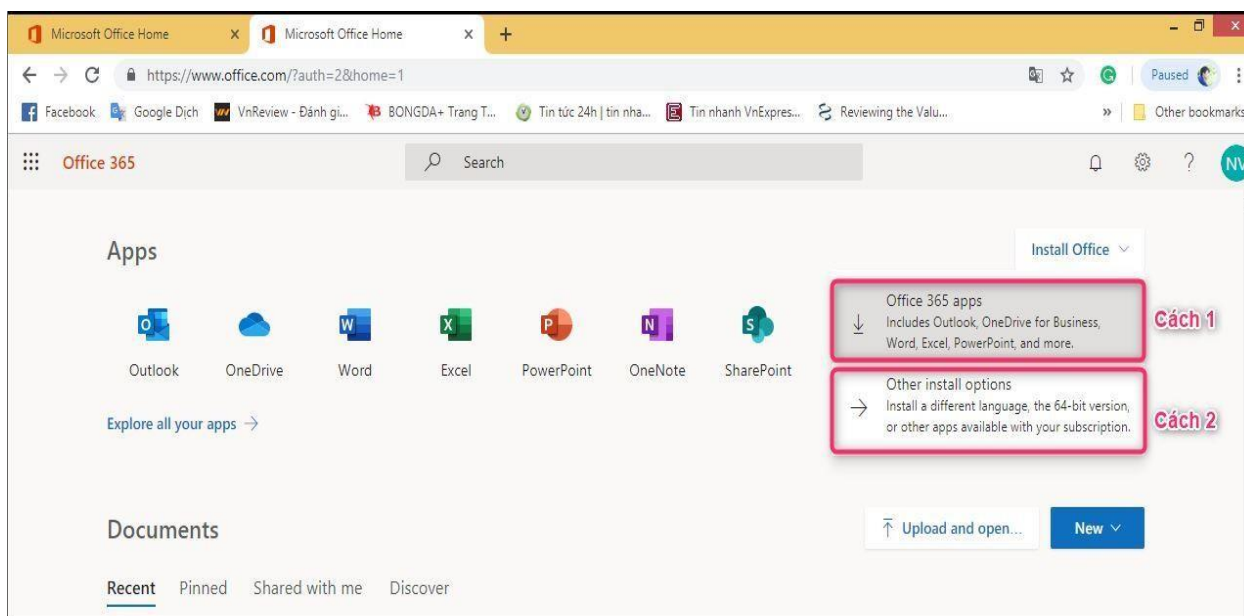 Microsoft Office Home
Microsoft Office Home
https://www.office.com/?auth=2&home=1
Paused
Facebook
Google Dịch
VnReview - Đánh gi...
BONGDA+ Trang T...
Tin tức 24h | tin nha...
Tin nhanh VnExpres...
Reviewing the Valu...
Other bookmarks
Office 365
Search
NV
Apps
Install Office
Office 365 apps
Includes Outlook, OneDrive for Business,
Word, Excel, PowerPoint, and more.
Cách 1
Outlook
OneDrive
Word
Excel
PowerPoint
OneNote
SharePoint
Other install options
Install a different language, the 64-bit version,
or other apps available with your subscription.
Cách 2
Explore all your apps
Documents
Upload and open...
New
Recent
Pinned
Shared with me
Discover